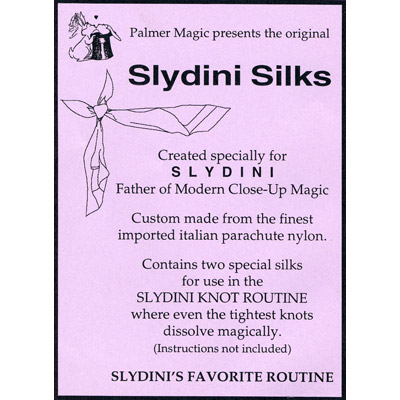 Palmer Magic presents the original
Slydini Silks
Created specially for
SLYDINI
Father of Modern Close-Up Magic
Custom made from the finest
imported italian parachute nylon.
Contains two special silks
for use in the
SLYDINI KNOT ROUTINE
where even the tightest knots
dissolve magically.
(Instructions not included)
SLYDINI'S FAVORITE ROUTINE